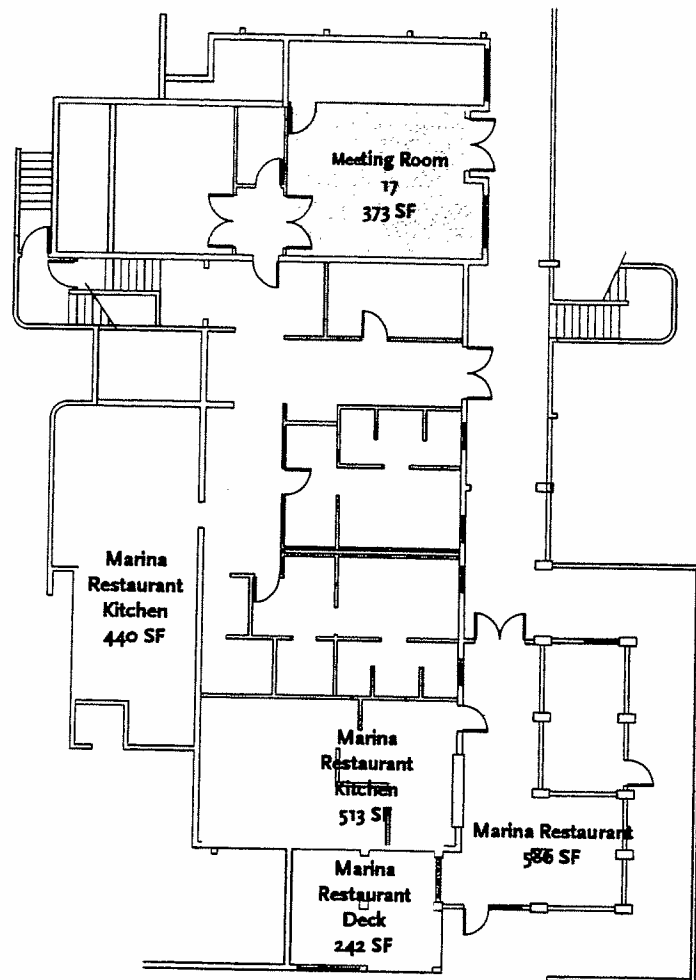 Meeting Room
17
373 SF
Marina
Restaurant
Kitchen
440 SF
Marina
Restaurant
Kitchen
513 SF
Marina Restaurant
586 SF
Marina
Restaurant
Deck
242 SF